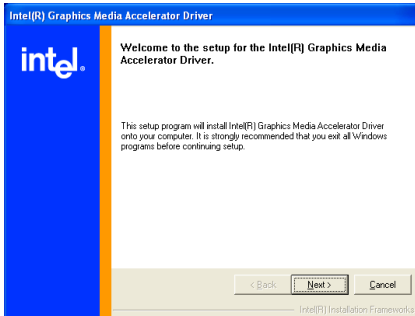 Intel(R) Graphics Media Accelerator Driver
intel®
Welcome to the setup for the Intel(R) Graphics Media
Accelerator Driver.
This setup program will install Intel(R) Graphics Media Accelerator Driver
onto your computer. It is strongly recommended that you exit all Windows
programs before continuing setup.
< Back
Next >
Cancel
Intel(R) Installation Frameworks